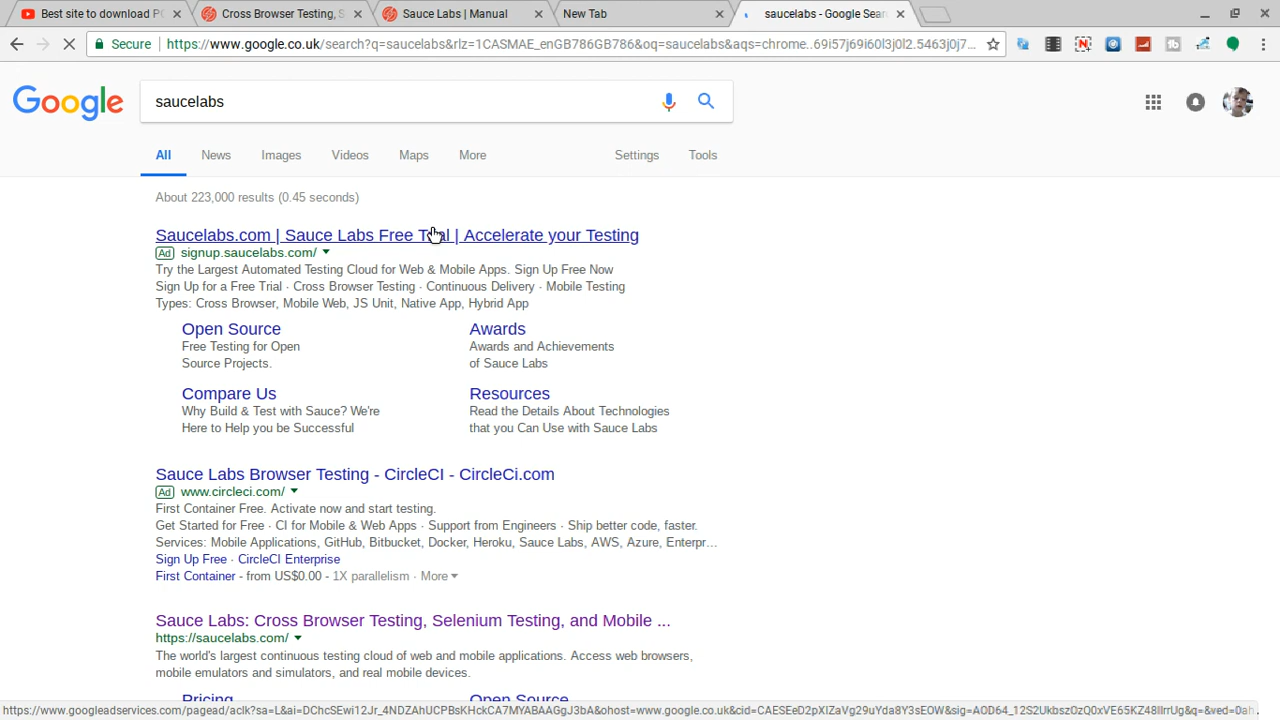 Best site to download PC
Cross Browser Testing, S
Sauce Labs | Manual
New Tab
saucelabs - Google Sear
Secure
https://www.google.co.uk/search?q=saucelabs&rlz=1CASMAE_enGB786GB786&oq=saucelabs&aqs=chrome..69i57j69i60l3j0l2.5463j0j7...
Google
saucelabs
All News Images Videos Maps More Settings Tools
About 223,000 results (0.45 seconds)
Saucelabs.com | Sauce Labs Free Trial | Accelerate your Testing
Ad signup.saucelabs.com/
Try the Largest Automated Testing Cloud for Web & Mobile Apps. Sign Up Free Now
Sign Up for a Free Trial · Cross Browser Testing · Continuous Delivery · Mobile Testing
Types: Cross Browser, Mobile Web, JS Unit, Native App, Hybrid App
Open Source
Free Testing for Open
Source Projects.
Awards
Awards and Achievements
of Sauce Labs
Compare Us
Why Build & Test with Sauce? We're
Here to Help you be Successful
Resources
Read the Details About Technologies
that you Can Use with Sauce Labs
Sauce Labs Browser Testing - CircleCI - CircleCi.com
Ad www.circleci.com/
First Container Free. Activate now and start testing.
Get Started for Free · CI for Mobile & Web Apps · Support from Engineers · Ship better code, faster.
Services: Mobile Applications, GitHub, Bitbucket, Docker, Heroku, Sauce Labs, AWS, Azure, Enterpr...
Sign Up Free · CircleCI Enterprise
First Container - from US$0.00 - 1X parallelism · More
Sauce Labs: Cross Browser Testing, Selenium Testing, and Mobile ...
https://saucelabs.com/
The world's largest continuous testing cloud of web and mobile applications. Access web browsers,
mobile emulators and simulators, and real mobile devices.
Pricing
Open Source